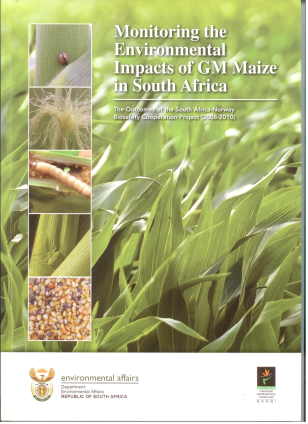 Monitoring the
Environmental
Impacts of GM Maize
in South Africa
The Outcomes of the South Africa-Norway
Biosafety Cooperation Project (2008-2010)
environmental affairs
Department:
Environmental Affairs
REPUBLIC OF SOUTH AFRICA
SANBI